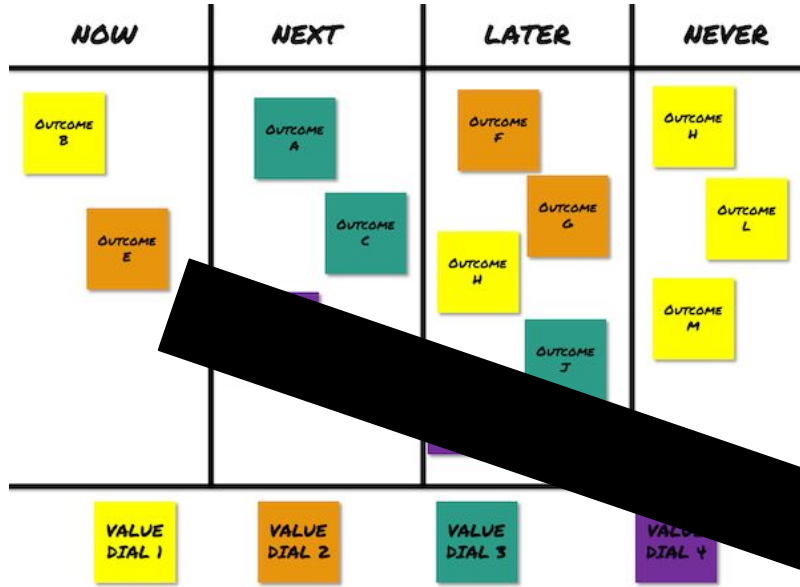 NOW
NEXT
LATER
NEVER
OUTCOME
B
OUTCOME
E
OUTCOME
A
OUTCOME
C
OUTCOME
F
OUTCOME
G
OUTCOME
H
OUTCOME
J
OUTCOME
H
OUTCOME
L
OUTCOME
M
VALUE
DIAL 1
VALUE
DIAL 2
VALUE
DIAL 3
VALUE
DIAL 4